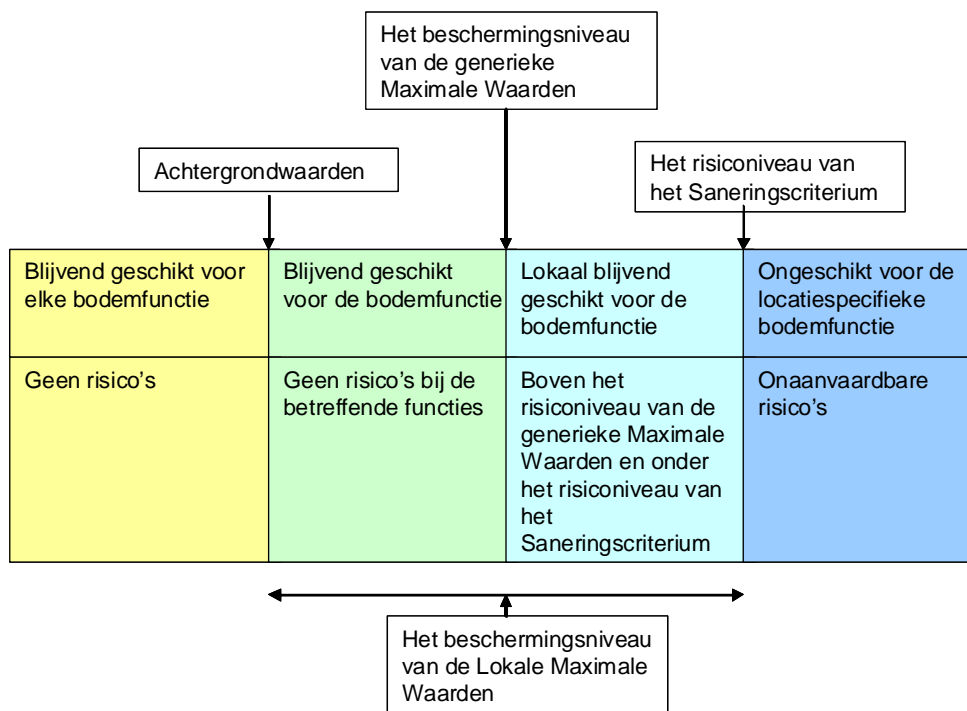 Het beschermingsniveau
van de generieke
Maximale Waarden
Achtergrondwaarden
Het risiconiveau van
het Saneringscriterium
Blijvend geschikt voor
elke bodemfunctie
Blijvend geschikt
voor de bodemfunctie
Lokaal blijvend
geschikt voor de
bodemfunctie
Ongeschikt voor de
locatiespecifieke
bodemfunctie
Geen risico's
Geen risico's bij de
betreffende functies
Boven het
risiconiveau van de
generieke Maximale
Waarden en onder
het risiconiveau van
het
Saneringscriterium
Onaanvaardbare
risico's
Het beschermingsniveau
van de Lokale Maximale
Waarden